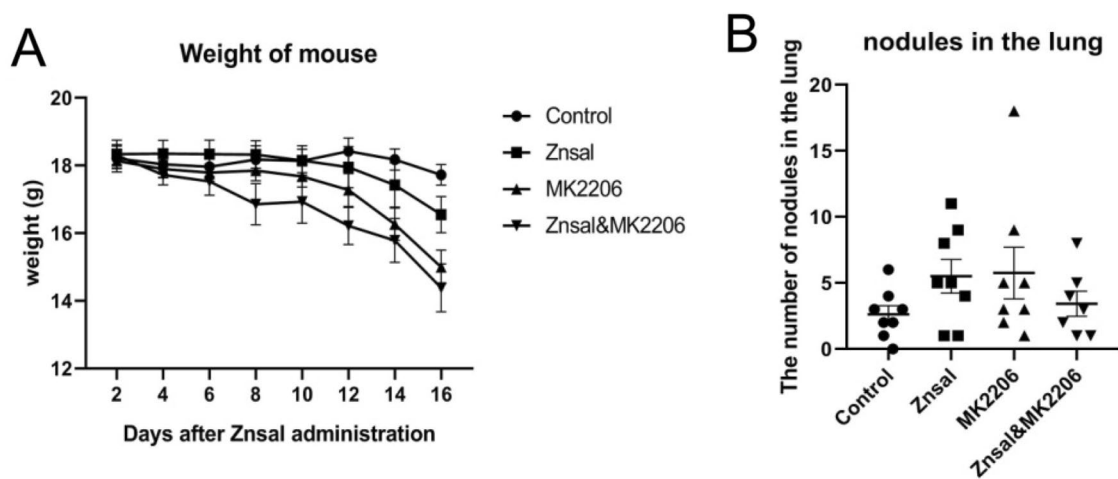 A
Weight of mouse
weight (g)
20
18
16
14
12
2 4 6 8 10 12 14 16
Days after Znsal administration
Control
Znsal
MK2206
Znsal&MK2206
B
nodules in the lung
The number of nodules in the lung
20
15
10
5
0
Control
Znsal
MK2206
Znsal&MK2206